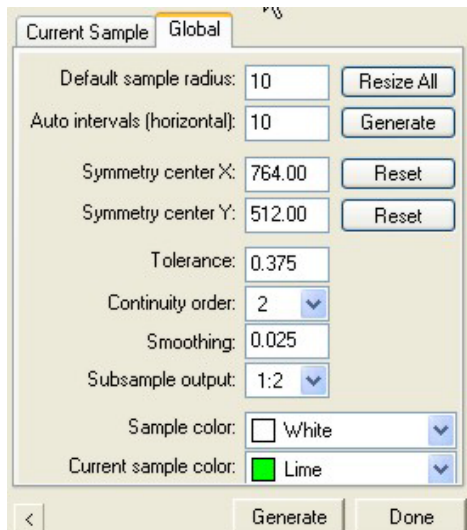 Current Sample Global
Default sample radius: 10 Resize All
Auto intervals (horizontal): 10 Generate
Symmetry center X: 764.00 Reset
Symmetry center Y: 512.00 Reset
Tolerance: 0.375
Continuity order: 2
Smoothing: 0.025
Subsample output: 1:2
Sample color: White
Current sample color: Lime
< Generate Done